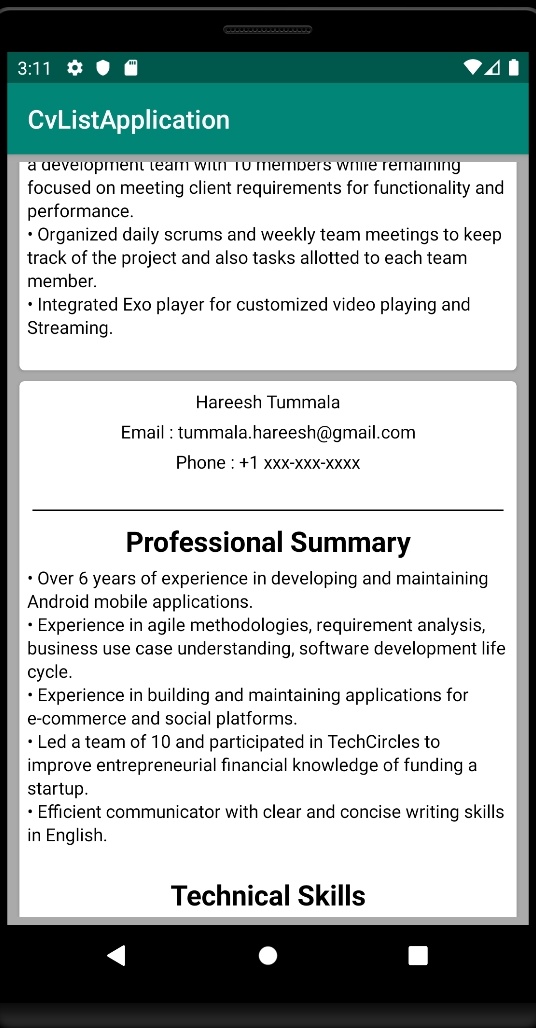 3:11
CvListApplication
a development team with 10 members while remaining
focused on meeting client requirements for functionality and
performance.
• Organized daily scrums and weekly team meetings to keep
track of the project and also tasks allotted to each team
member.
• Integrated Exo player for customized video playing and
Streaming.
Hareesh Tummala
Email : tummala.hareesh@gmail.com
Phone : +1 xxx-xxx-xxxx
Professional Summary
• Over 6 years of experience in developing and maintaining
Android mobile applications.
• Experience in agile methodologies, requirement analysis,
business use case understanding, software development life
cycle.
• Experience in building and maintaining applications for
e-commerce and social platforms.
• Led a team of 10 and participated in TechCircles to
improve entrepreneurial financial knowledge of funding a
startup.
• Efficient communicator with clear and concise writing skills
in English.
Technical Skills